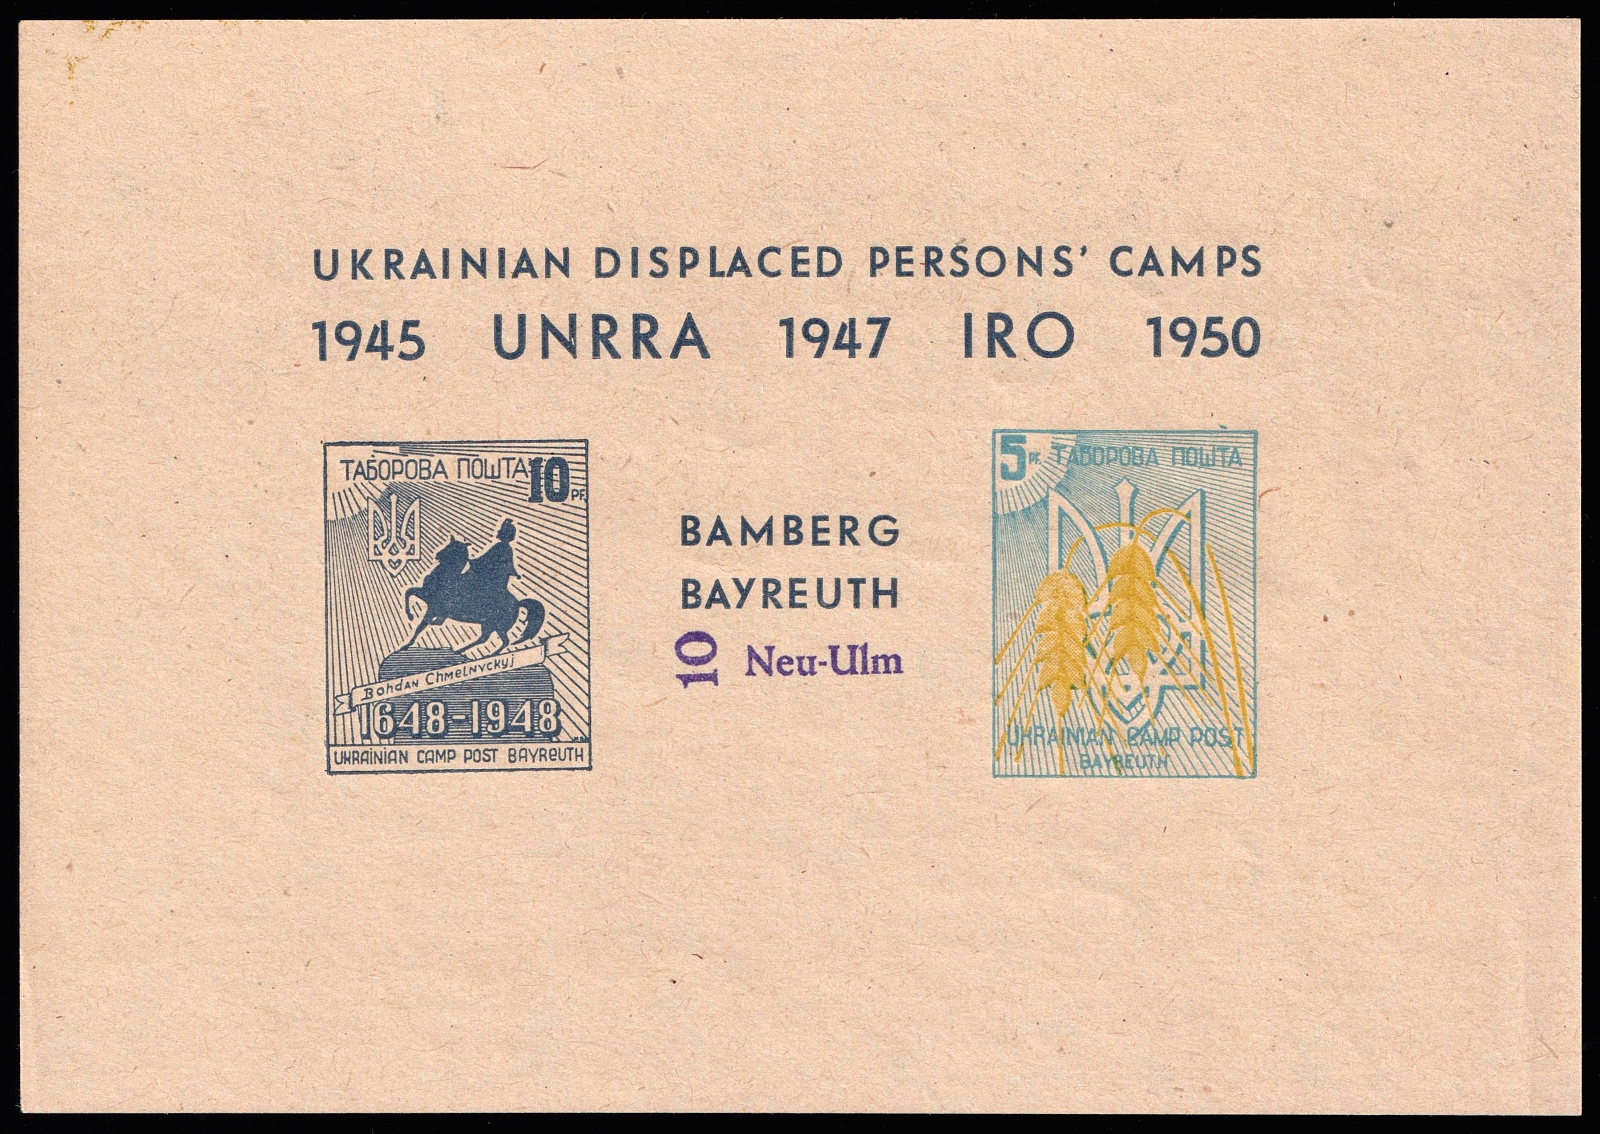 UKRAINIAN DISPLACED PERSONS' CAMPS
1945 UNRRA 1947 IRO 1950
ТАБОРОВА ПОШТА 10 PF.
Bohdan Chmelnyckyj
1648-1948
UKRAINIAN CAMP POST BAYREUTH
BAMBERG
BAYREUTH
10 Neu-Ulm
5 PF. ТАБОРОВА ПОШТА
UKRAINIAN CAMP POST
BAYREUTH